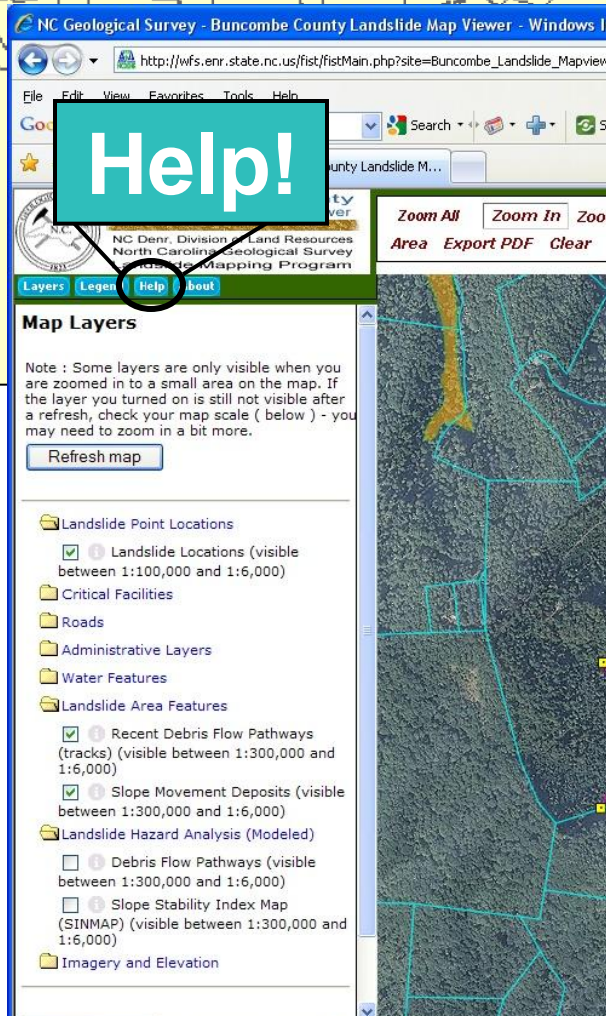 NC Geological Survey - Buncombe County Landslide Map Viewer - Windows
http://wfs.enr.state.nc.us/fist/fistMain.php?site=Buncombe_Landslide_Mapview
File Edit View Favorites Tools Help
Search
Help!
unty Landslide M...
N.C.
1823
NC Denr, Division of Land Resources
North Carolina Geological Survey
Landslide Mapping Program
Zoom All Zoom In Zoo
Area Export PDF Clear
Layers Legend Help About
Map Layers
Note : Some layers are only visible when you
are zoomed in to a small area on the map. If
the layer you turned on is still not visible after
a refresh, check your map scale ( below ) - you
may need to zoom in a bit more.
Refresh map
Landslide Point Locations
Landslide Locations (visible
between 1:100,000 and 1:6,000)
Critical Facilities
Roads
Administrative Layers
Water Features
Landslide Area Features
Recent Debris Flow Pathways
(tracks) (visible between 1:300,000 and
1:6,000)
Slope Movement Deposits (visible
between 1:300,000 and 1:6,000)
Landslide Hazard Analysis (Modeled)
Debris Flow Pathways (visible
between 1:300,000 and 1:6,000)
Slope Stability Index Map
(SINMAP) (visible between 1:300,000 and
1:6,000)
Imagery and Elevation